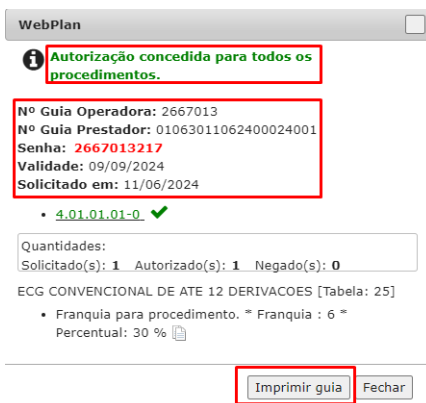 WebPlan
Autorização concedida para todos os
procedimentos.
Nº Guia Operadora: 2667013
Nº Guia Prestador: 01063011062400024001
Senha: 2667013217
Validade: 09/09/2024
Solicitado em: 11/06/2024
• 4.01.01.01-0
Quantidades:
Solicitado(s): 1 Autorizado(s): 1 Negado(s): 0
ECG CONVENCIONAL DE ATE 12 DERIVACOES [Tabela: 25]
• Franquia para procedimento. * Franquia : 6 *
Percentual: 30 %
Imprimir guia Fechar